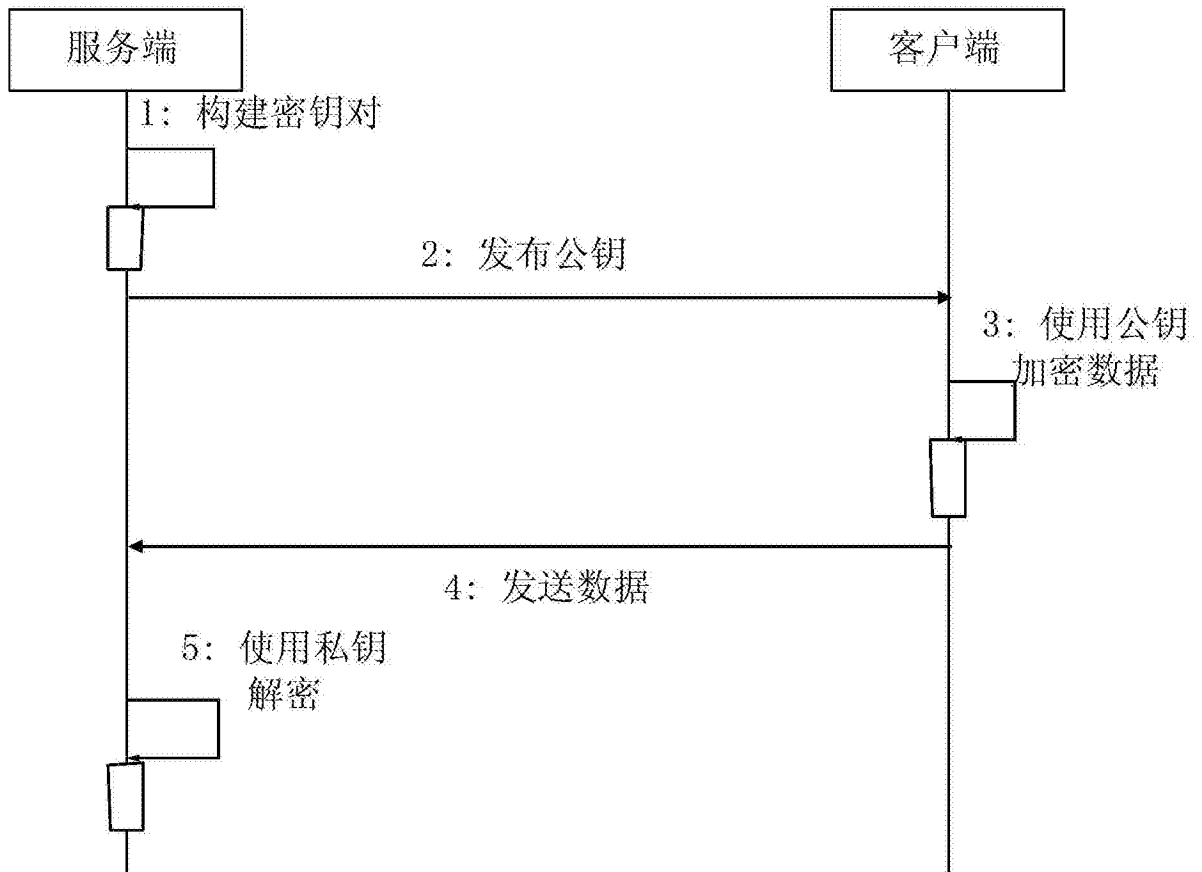 服务端
客户端
1: 构建密钥对
2: 发布公钥
3: 使用公钥
加密数据
4: 发送数据
5: 使用私钥
解密